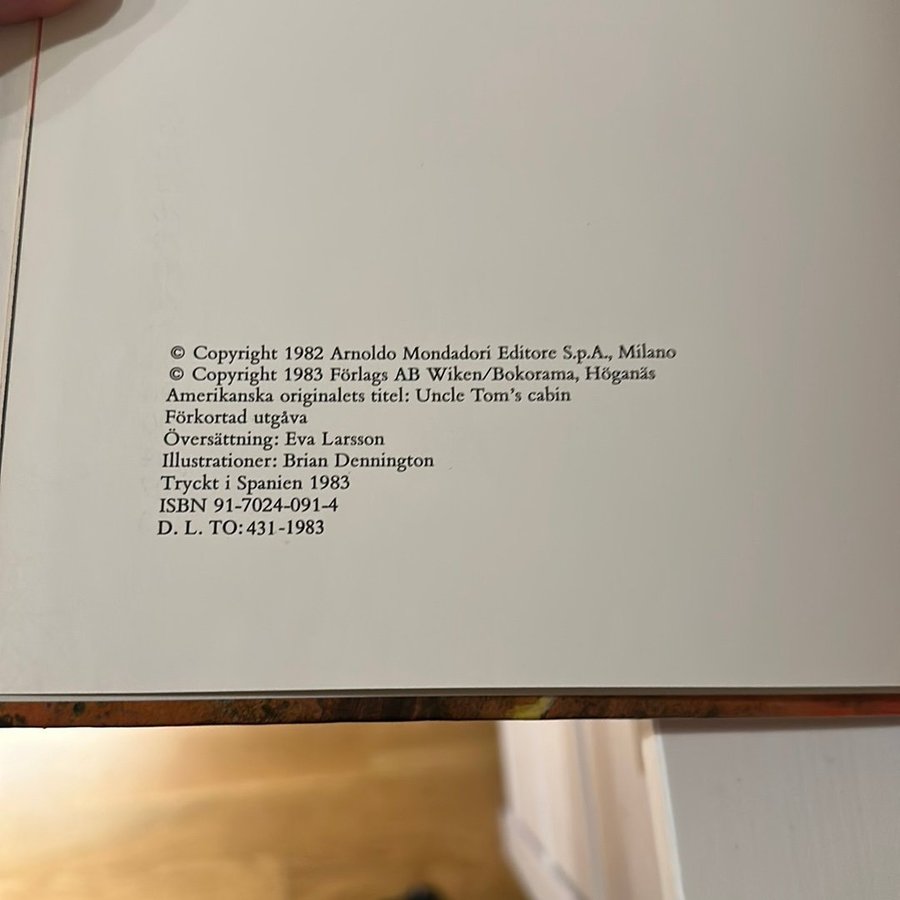 © Copyright 1982 Arnoldo Mondadori Editore S.p.A., Milano
© Copyright 1983 Förlags AB Wiken/Bokorama, Höganäs
Amerikanska originalets titel: Uncle Tom's cabin
Förkortad utgåva
Översättning: Eva Larsson
Illustrationer: Brian Dennington
Tryckt i Spanien 1983
ISBN 91-7024-091-4
D. L. TO: 431-1983